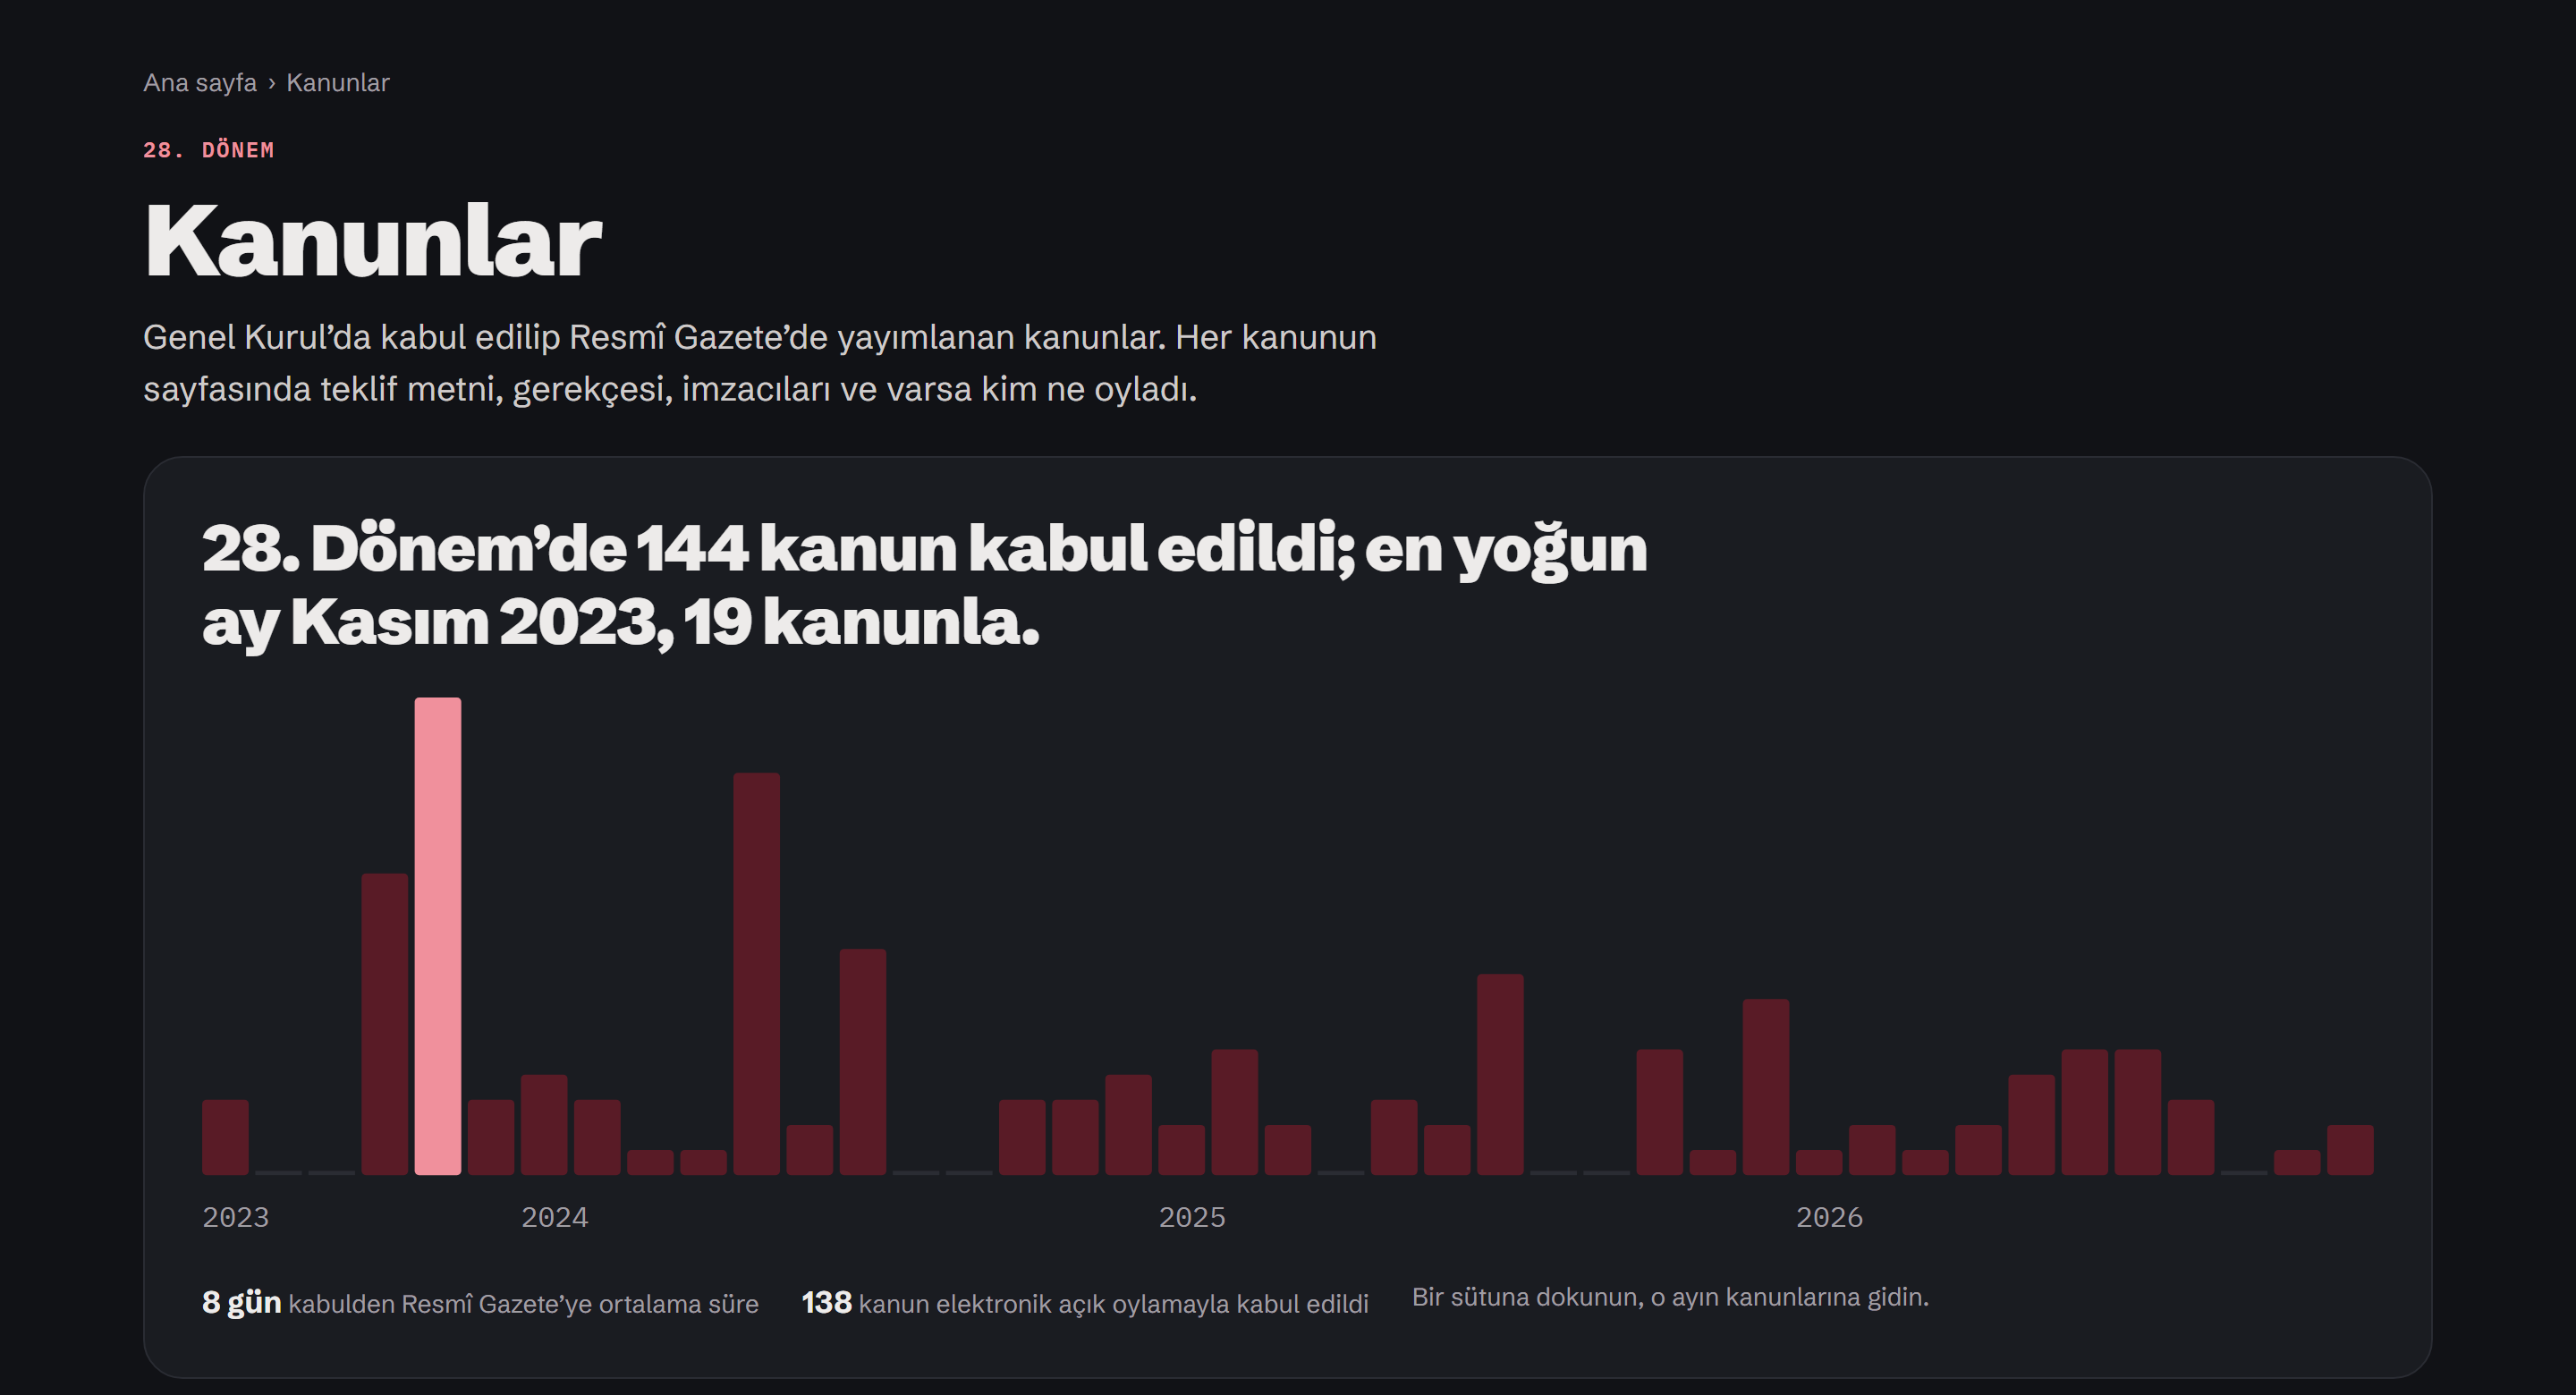 Ana sayfa › Kanunlar
28. DÖNEM
Kanunlar
Genel Kurul’da kabul edilip Resmî Gazete’de yayımlanan kanunlar. Her kanunun
sayfasında teklif metni, gerekçesi, imzacıları ve varsa kim ne oyladı.
28. Dönem’de 144 kanun kabul edildi; en yoğun
ay Kasım 2023, 19 kanunla.
2023 2024 2025 2026
8 gün kabulden Resmî Gazete’ye ortalama süre 138 kanun elektronik açık oylamayla kabul edildi Bir sütuna dokunun, o ayın kanunlarına gidin.